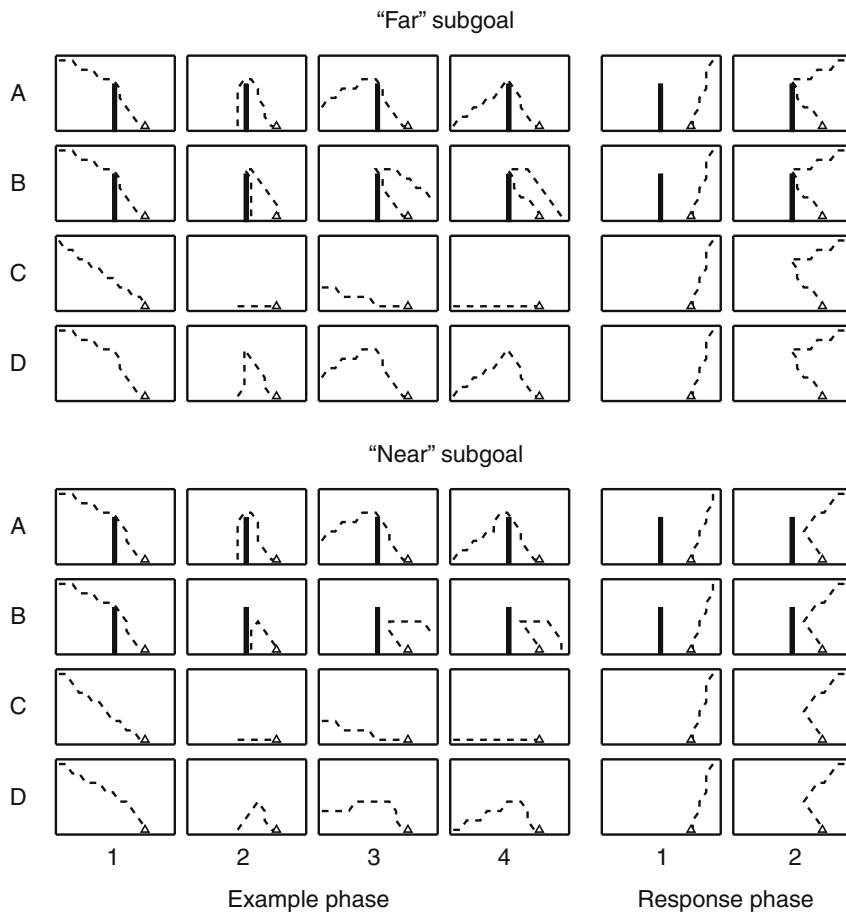 “Far” subgoal
A
B
C
D
“Near” subgoal
A
B
C
D
1 2 3 4 1 2
Example phase Response phase